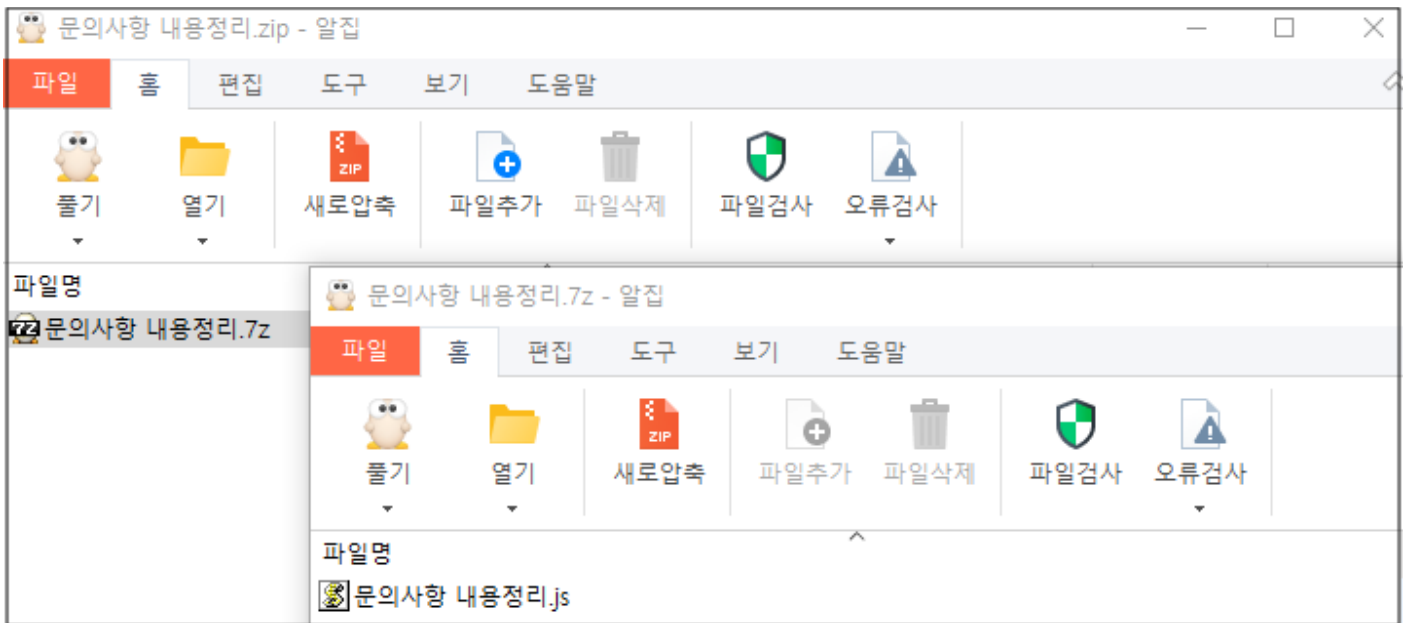 문의사항 내용정리.zip - 알집
파일 홈 편집 도구 보기 도움말
ZIP
풀기 열기 새로압축 파일추가 파일삭제 파일검사 오류검사
파일명
7Z 문의사항 내용정리.7z
문의사항 내용정리.7z - 알집
파일 홈 편집 도구 보기 도움말
ZIP
풀기 열기 새로압축 파일추가 파일삭제 파일검사 오류검사
파일명
문의사항 내용정리.js